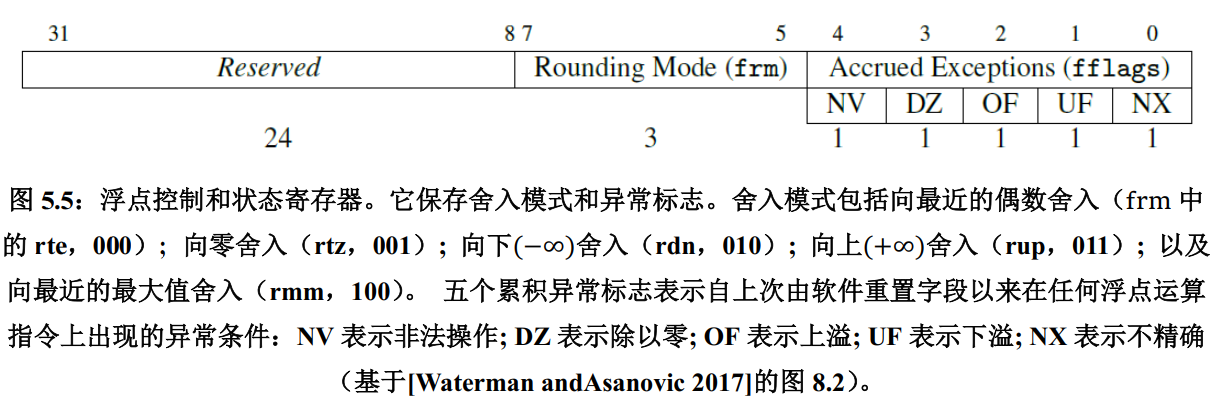 31 8 7 5 4 3 2 1 0
Reserved Rounding Mode (frm) Accrued Exceptions (fflags)
NV DZ OF UF NX
24 3 1 1 1 1 1
图 5.5：浮点控制和状态寄存器。它保存舍入模式和异常标志。舍入模式包括向最近的偶数舍入（frm 中
的 rte，000）；向零舍入（rtz，001）；向下(−∞)舍入（rdn，010）；向上(+∞)舍入（rup，011）；以及
向最近的最大值舍入（rmm，100）。 五个累积异常标志表示自上次由软件重置字段以来在任何浮点运算
指令上出现的异常条件：NV 表示非法操作; DZ 表示除以零; OF 表示上溢; UF 表示下溢; NX 表示不精确
（基于[Waterman andAsanovic 2017]的图 8.2）。